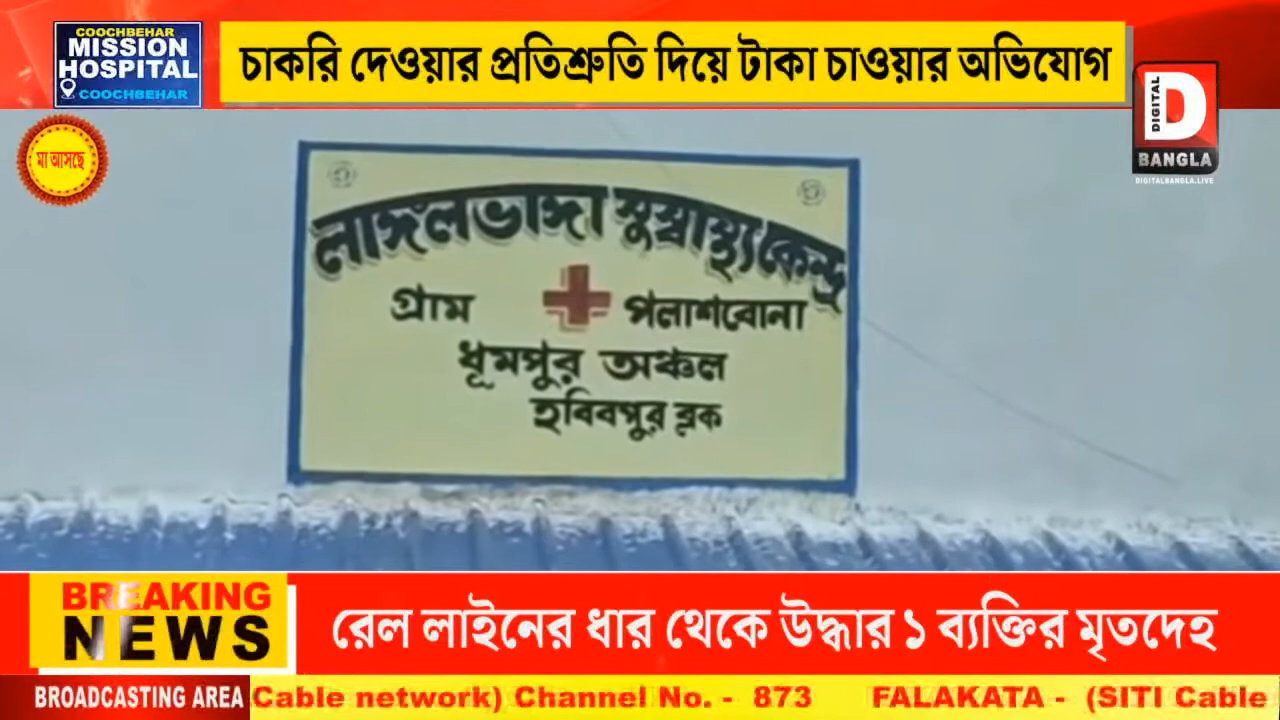 COOCHBEHAR
MISSION
HOSPITAL
COOCHBEHAR
চাকরি দেওয়ার প্রতিশ্রুতি দিয়ে টাকা চাওয়ার অভিযোগ
DIGITAL
D
BANGLA
DIGITALBANGLA.LIVE
মা আসছে
লাঙ্গলভাঙ্গা সুস্বাস্থ্যকেন্দ্র
গ্রাম + পলাশবোনা
ধূমপুর অঞ্চল
হবিবপুর ব্লক
BREAKING
NEWS
রেল লাইনের ধার থেকে উদ্ধার ১ ব্যক্তির মৃতদেহ
BROADCASTING AREA Cable network) Channel No. - 873 FALAKATA - (SITI Cable